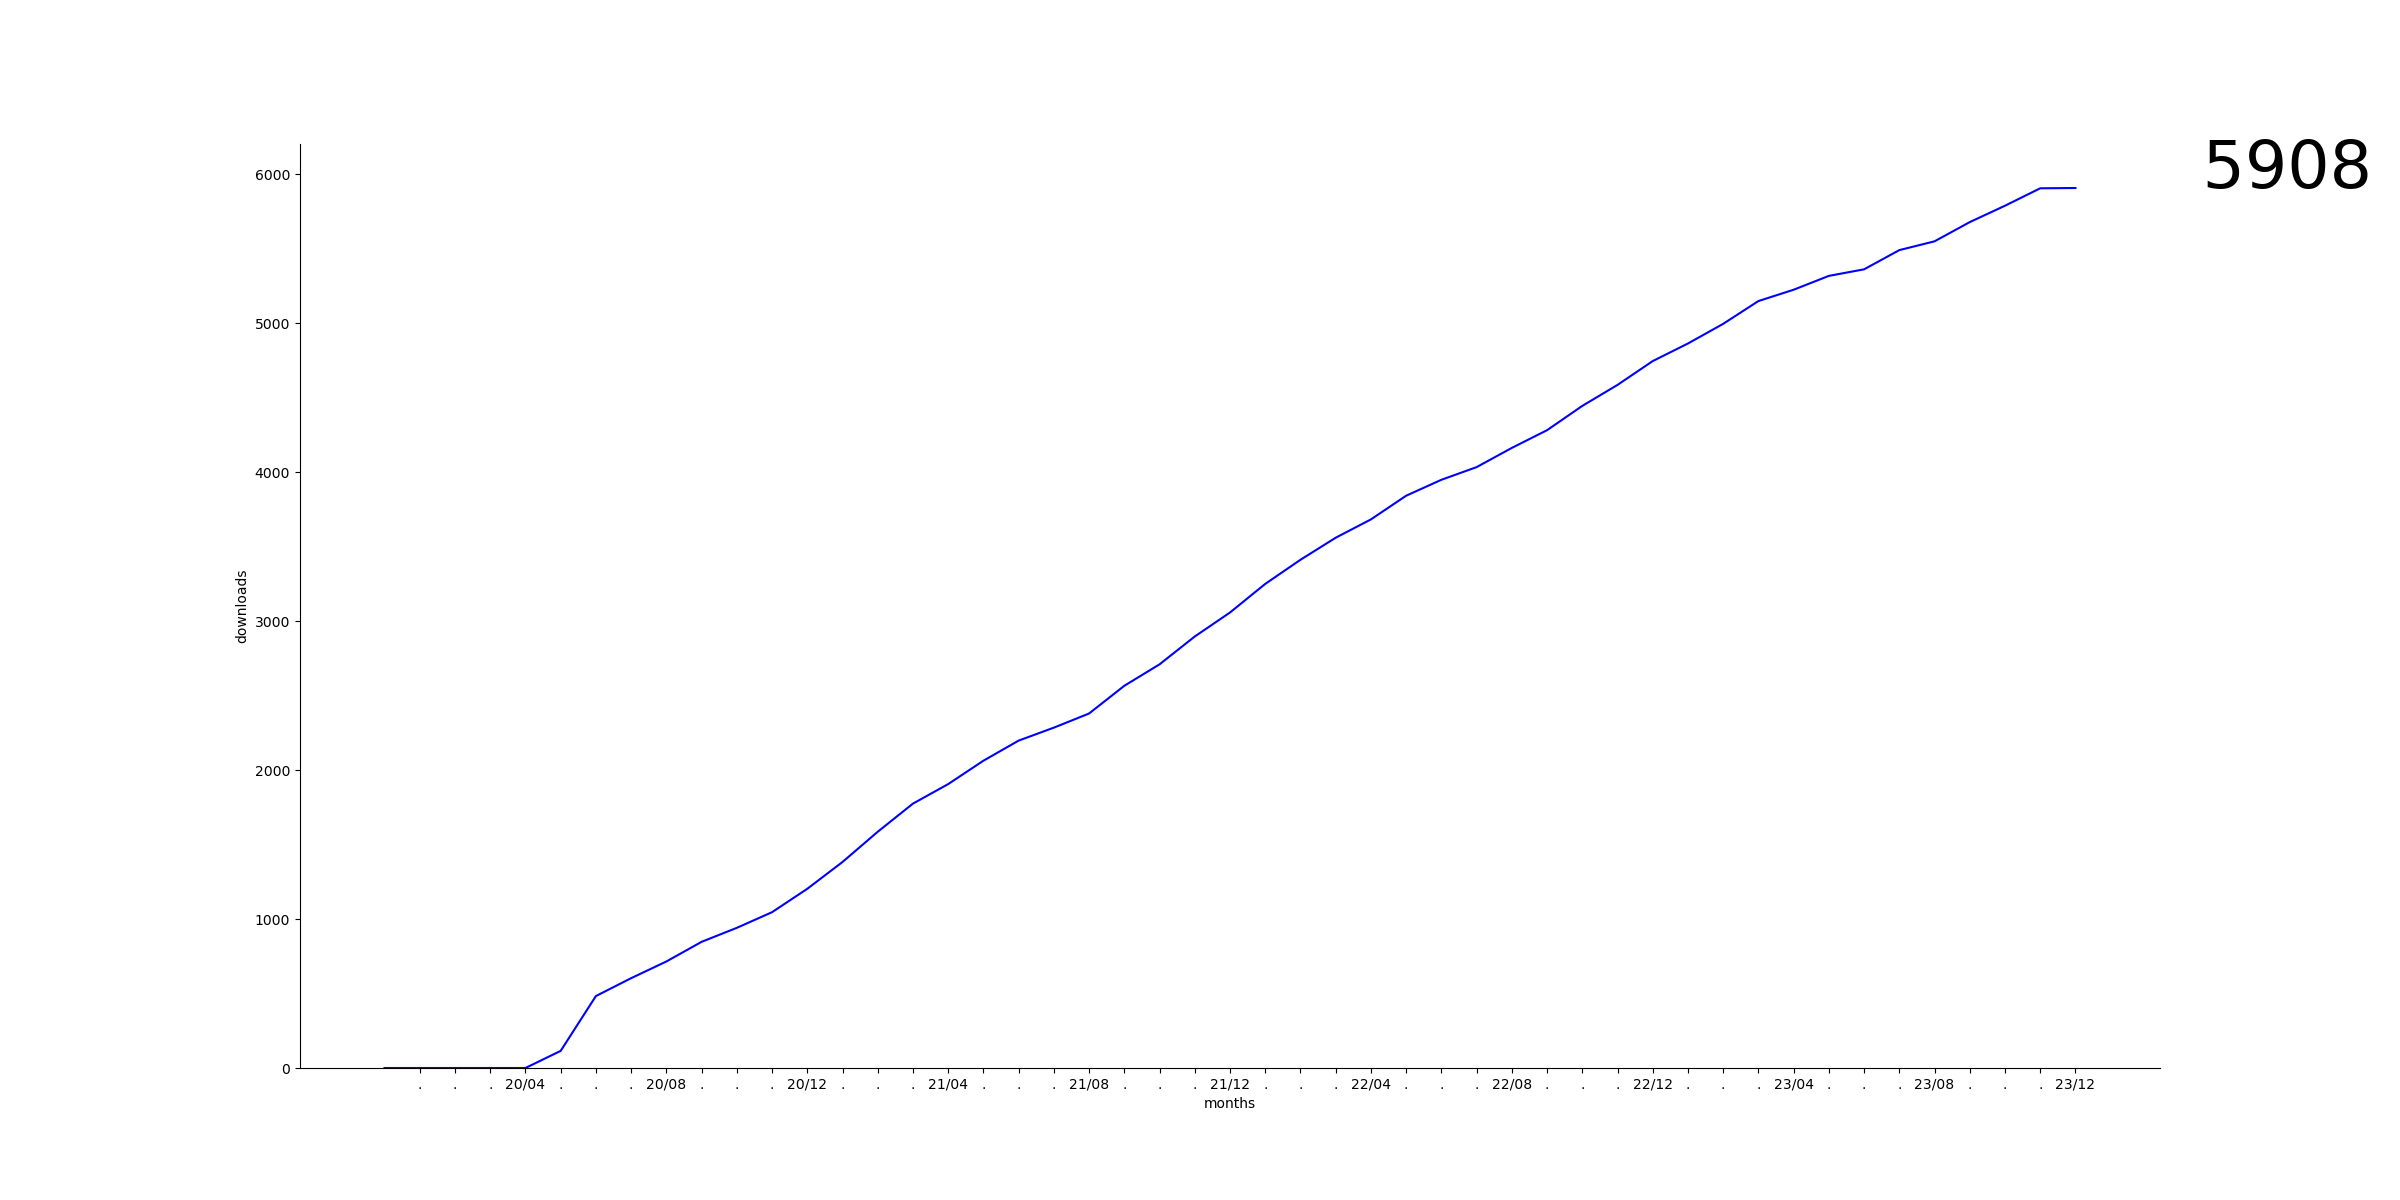 5908
6000
5000
4000
3000
2000
1000
0
downloads
. . . 20/04 . . . 20/08 . . . 20/12 . . . 21/04 . . . 21/08 . . . 21/12 . . . 22/04 . . . 22/08 . . . 22/12 . . . 23/04 . . . 23/08 . . . 23/12
months